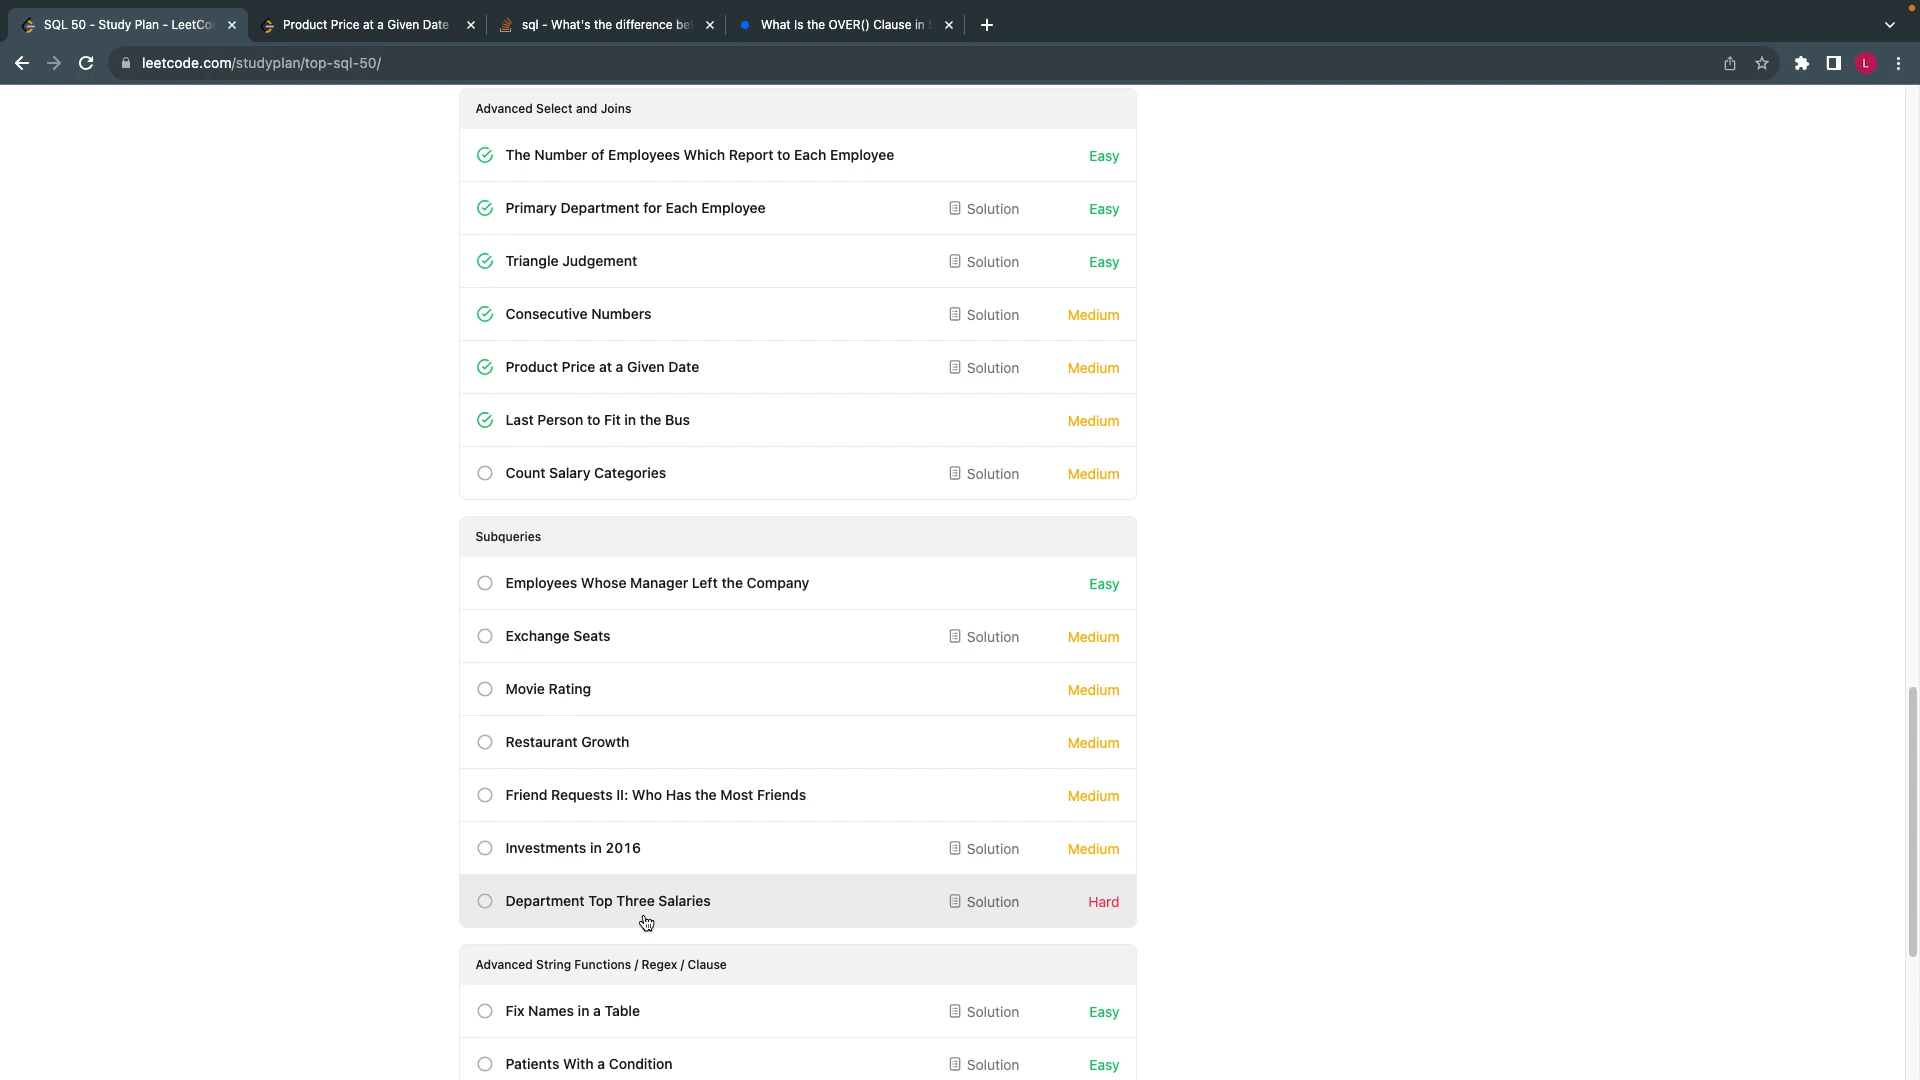 SQL 50 - Study Plan - LeetCo
Product Price at a Given Date
sql - What's the difference be
What Is the OVER() Clause in
leetcode.com/studyplan/top-sql-50/
L
Advanced Select and Joins
The Number of Employees Which Report to Each Employee Easy
Primary Department for Each Employee Solution Easy
Triangle Judgement Solution Easy
Consecutive Numbers Solution Medium
Product Price at a Given Date Solution Medium
Last Person to Fit in the Bus Medium
Count Salary Categories Solution Medium
Subqueries
Employees Whose Manager Left the Company Easy
Exchange Seats Solution Medium
Movie Rating Medium
Restaurant Growth Medium
Friend Requests II: Who Has the Most Friends Medium
Investments in 2016 Solution Medium
Department Top Three Salaries Solution Hard
Advanced String Functions / Regex / Clause
Fix Names in a Table Solution Easy
Patients With a Condition Solution Easy